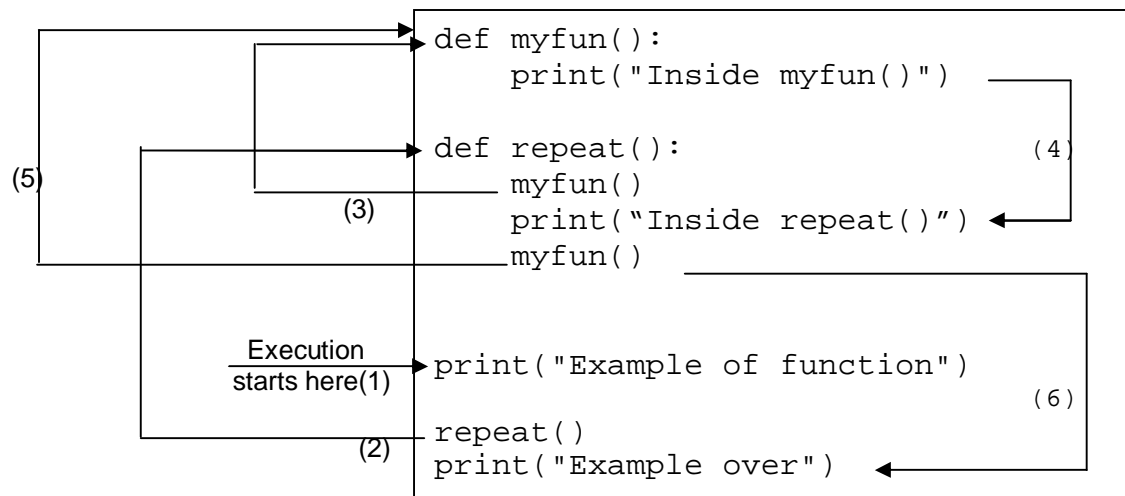 def myfun():
    print("Inside myfun()")
def repeat():
(4)
(5)
    myfun()
(3)
    print(“Inside repeat()”)
    myfun()
Execution
starts here(1)
print("Example of function")
(6)
repeat()
(2)
print("Example over")